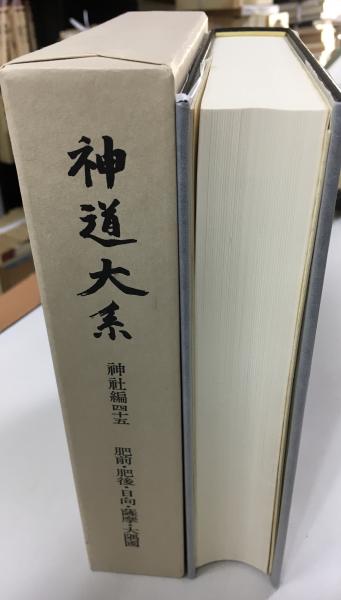 神道大系
神社編四十五
肥前・肥後・日向・薩摩・大隅國